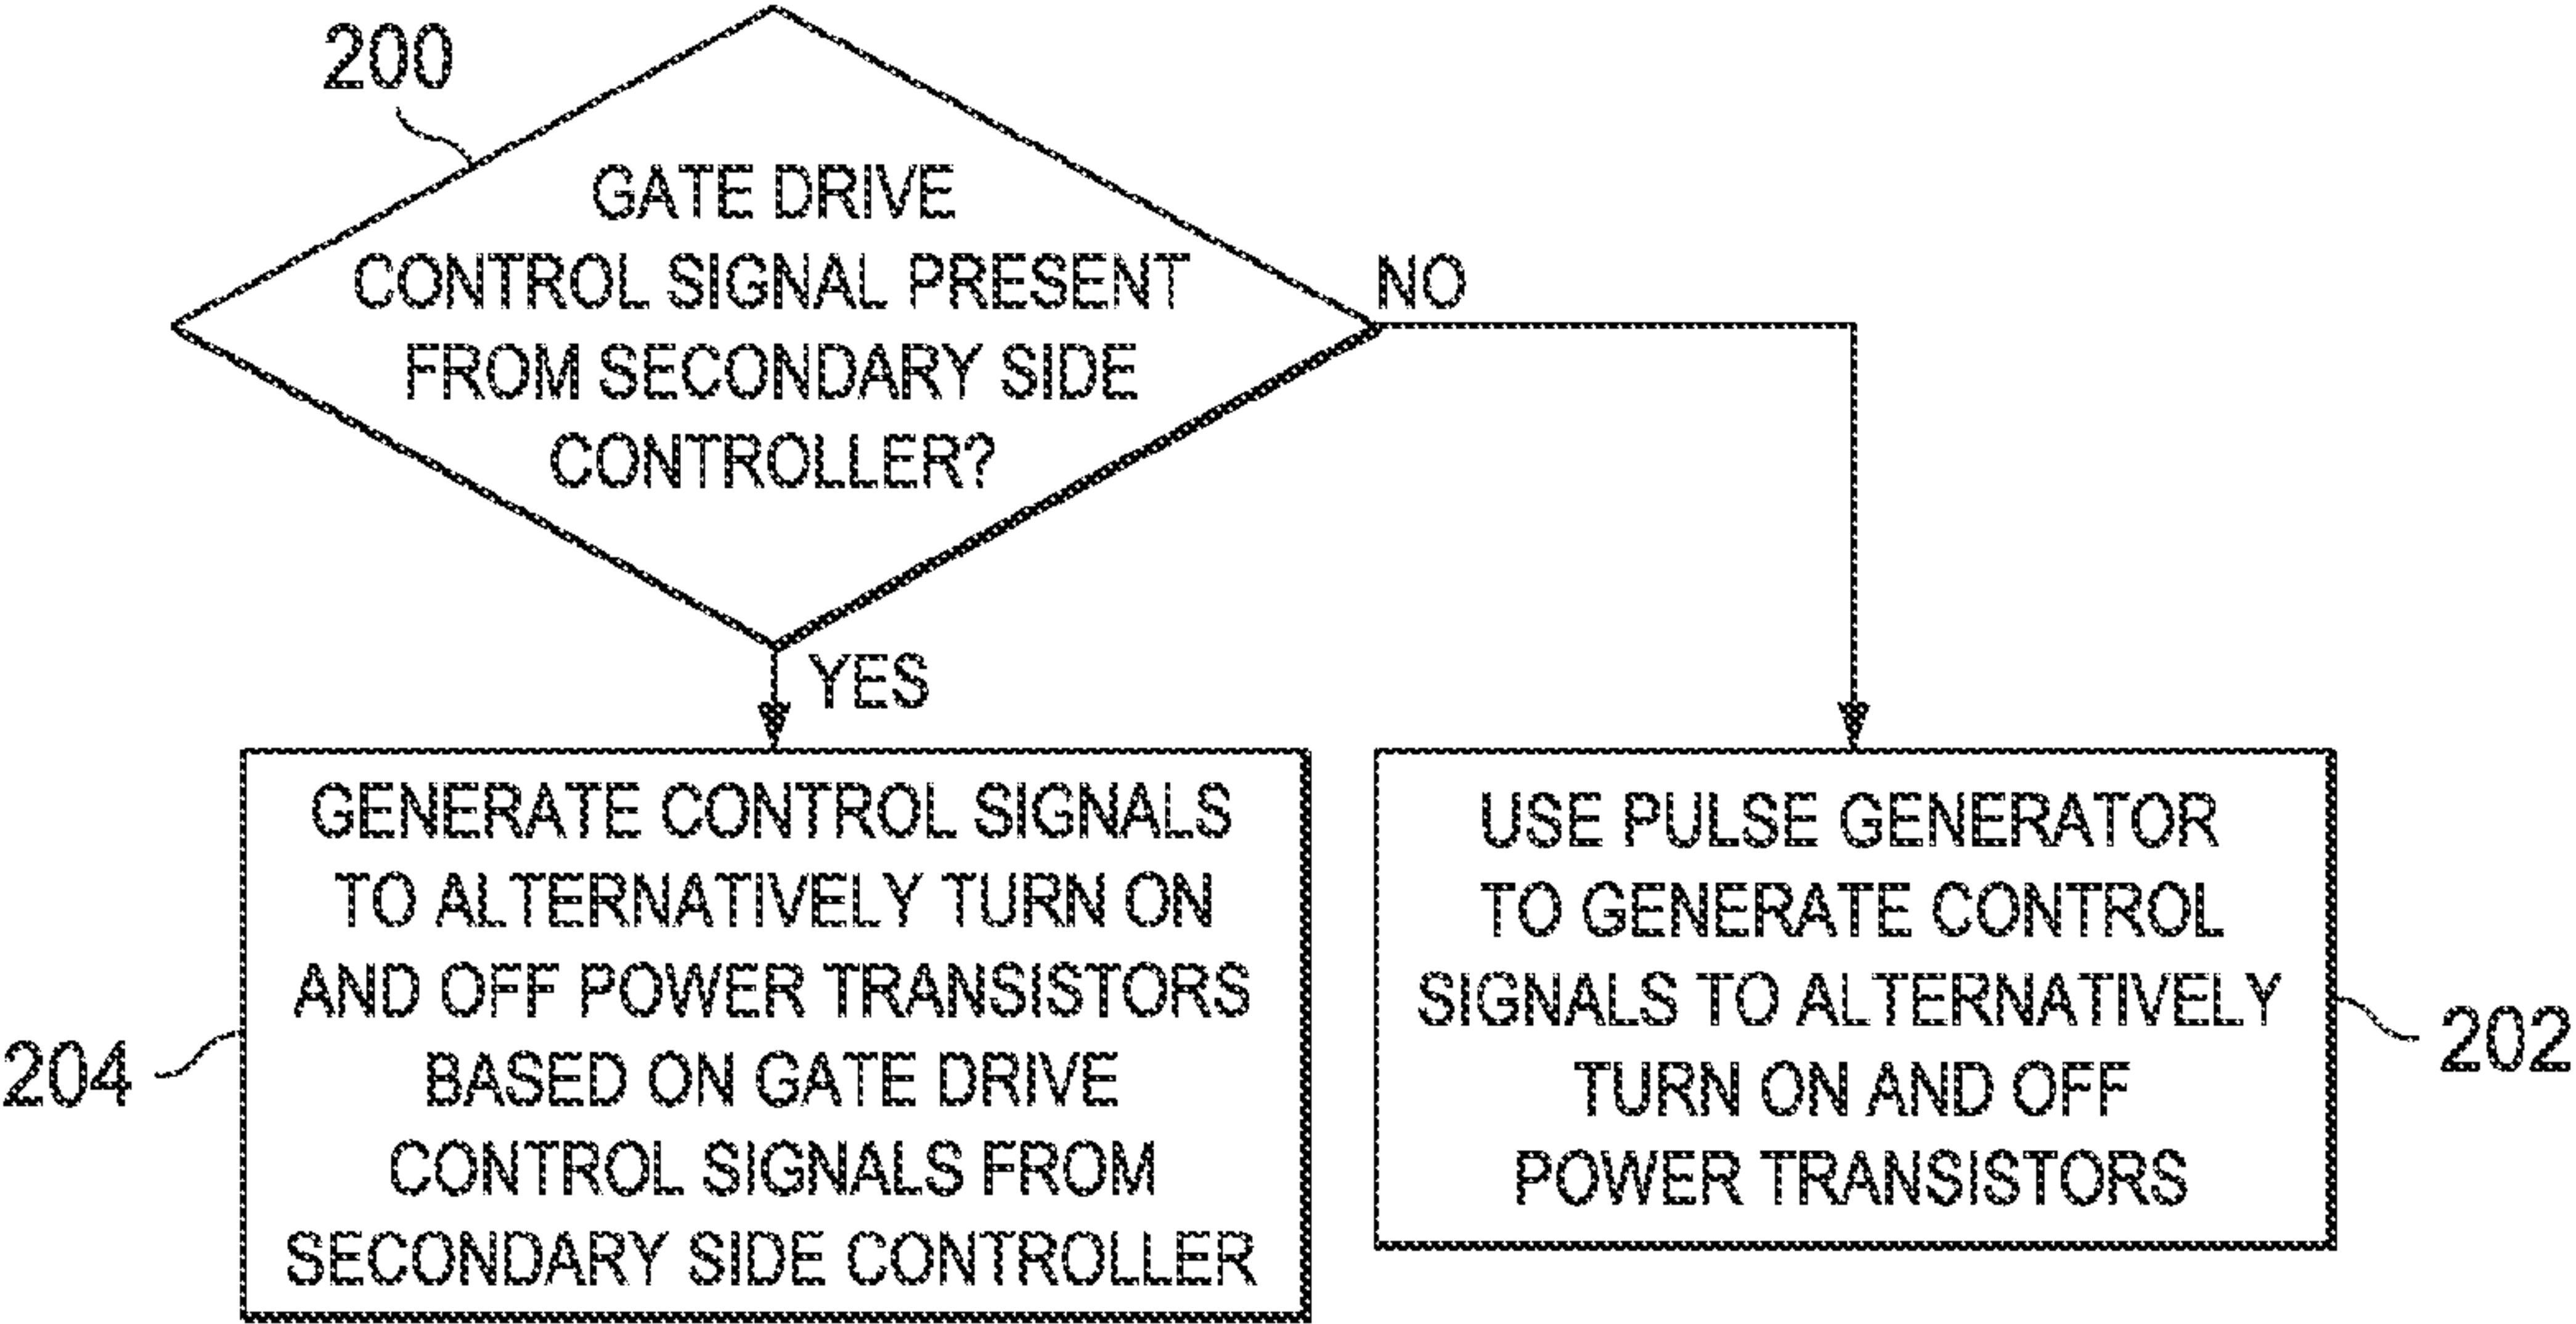 200
GATE DRIVE
CONTROL SIGNAL PRESENT
FROM SECONDARY SIDE
CONTROLLER?
NO
YES
GENERATE CONTROL SIGNALS
TO ALTERNATIVELY TURN ON
AND OFF POWER TRANSISTORS
BASED ON GATE DRIVE
CONTROL SIGNALS FROM
SECONDARY SIDE CONTROLLER
204
USE PULSE GENERATOR
TO GENERATE CONTROL
SIGNALS TO ALTERNATIVELY
TURN ON AND OFF
POWER TRANSISTORS
202